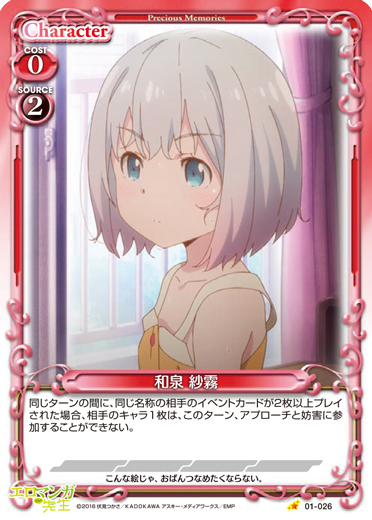 Precious Memories
Character
COST
0
SOURCE
2
和泉 紗霧
同じターンの間に、同じ名称の相手のイベントカードが2枚以上プレイ
された場合、相手のキャラ1枚は、このターン、アプローチと妨害に参
加することができない。
こんな絵じゃ、おぱんつなめたくならない。
エロマンガ
先生
©2016 伏見つかさ/KADOKAWA アスキー・メディアワークス/EMP
01-026